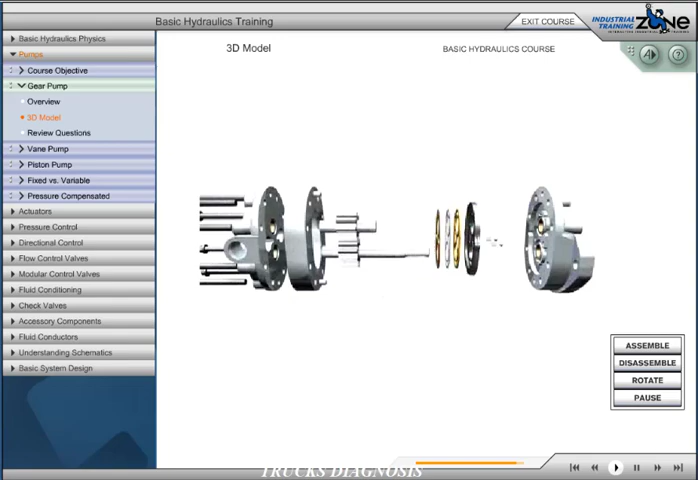 Basic Hydraulics Training
EXIT COURSE
INDUSTRIAL
TRAINING
ZONE
Basic Hydraulics Physics
Pumps
Course Objective
Gear Pump
Overview
3D Model
Review Questions
Vane Pump
Piston Pump
Fixed vs. Variable
Pressure Compensated
Actuators
Pressure Control
Directional Control
Flow Control Valves
Modular Control Valves
Fluid Conditioning
Check Valves
Accessory Components
Fluid Conductors
Understanding Schematics
Basic System Design
3D Model
BASIC HYDRAULICS COURSE
A
?
ASSEMBLE
DISASSEMBLE
ROTATE
PAUSE
TRUCKS DIAGNOSIS